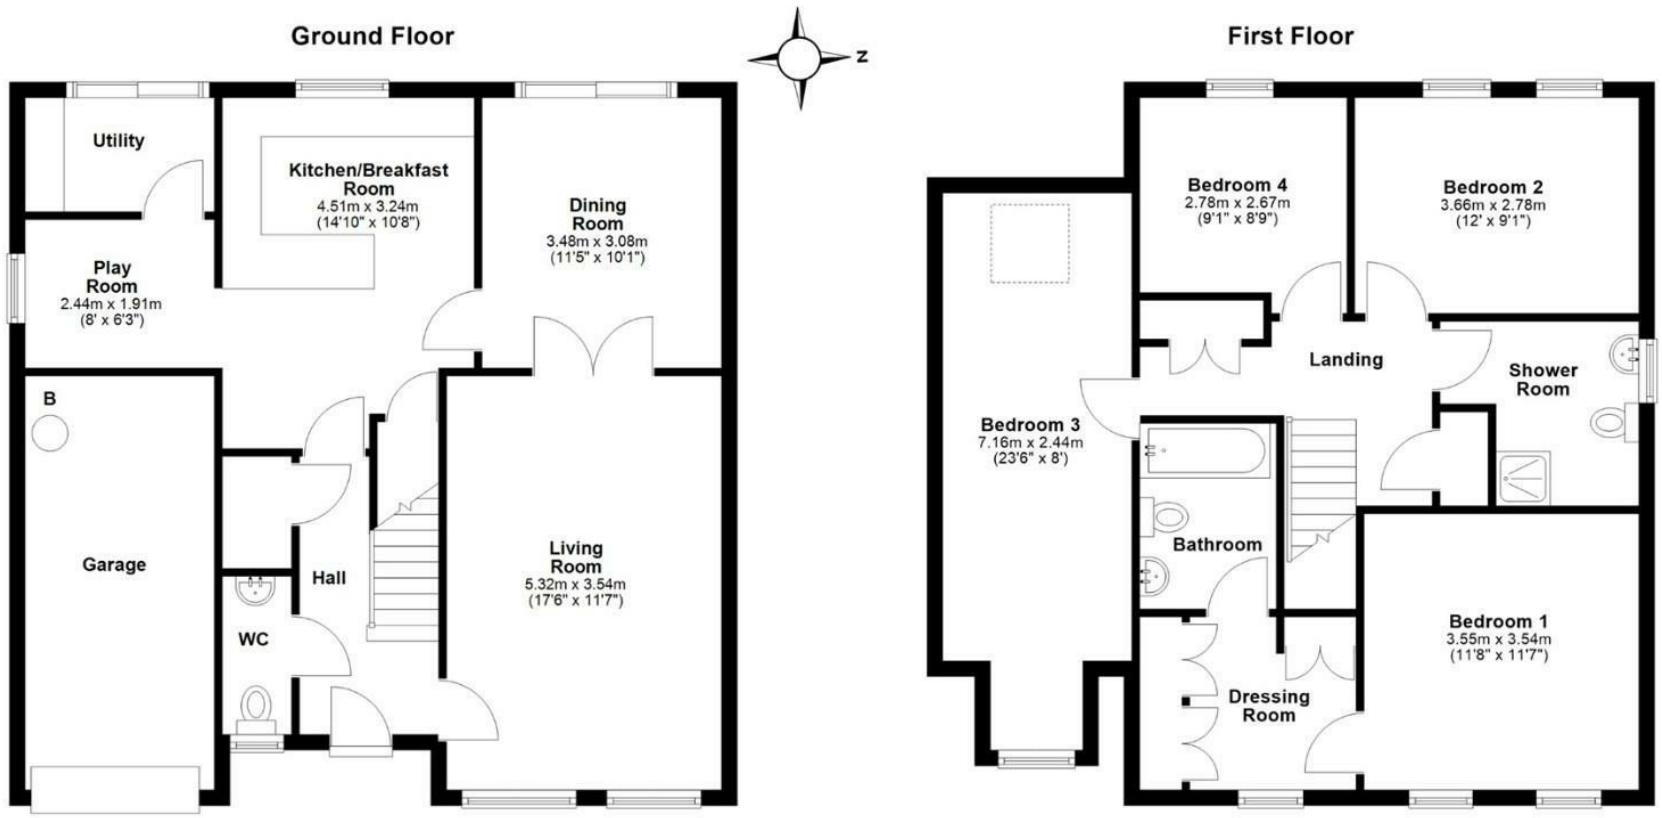 Ground Floor
Utility
Kitchen/Breakfast
Room
4.51m x 3.24m
(14'10" x 10'8")
Dining
Room
3.48m x 3.08m
(11'5" x 10'1")
Play
Room
2.44m x 1.91m
(8' x 6'3")
B
Garage
Hall
WC
Living
Room
5.32m x 3.54m
(17'6" x 11'7")
Z
First Floor
Bedroom 4
2.78m x 2.67m
(9'1" x 8'9")
Bedroom 2
3.66m x 2.78m
(12' x 9'1")
Landing
Shower
Room
Bedroom 3
7.16m x 2.44m
(23'6" x 8')
Bathroom
Bedroom 1
3.55m x 3.54m
(11'8" x 11'7")
Dressing
Room